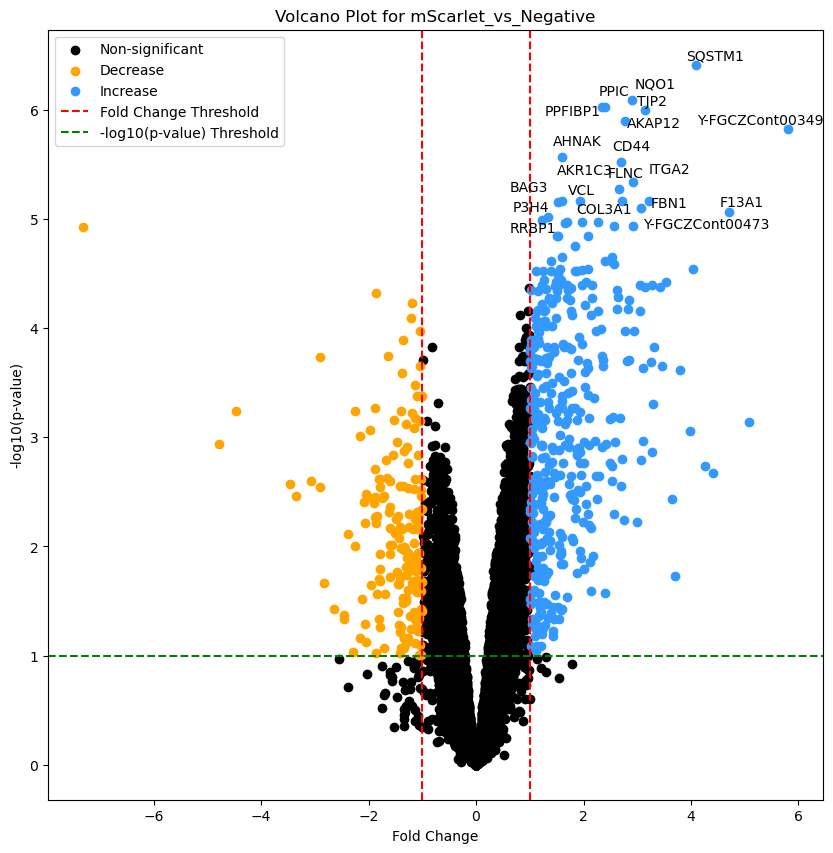 Volcano Plot for mScarlet_vs_Negative
Non-significant
Decrease
Increase
Fold Change Threshold
-log10(p-value) Threshold
SQSTM1
NQO1
PPIC
TJP2
PPFIBP1
Y-FGCZCont00349
AKAP12
AHNAK
CD44
AKR1C3
ITGA2
FLNC
BAG3
VCL
P3H4
COL3A1
FBN1
F13A1
RRBP1
Y-FGCZCont00473
6
5
4
3
2
1
0
-log10(p-value)
−6
−4
−2
0
2
4
6
Fold Change